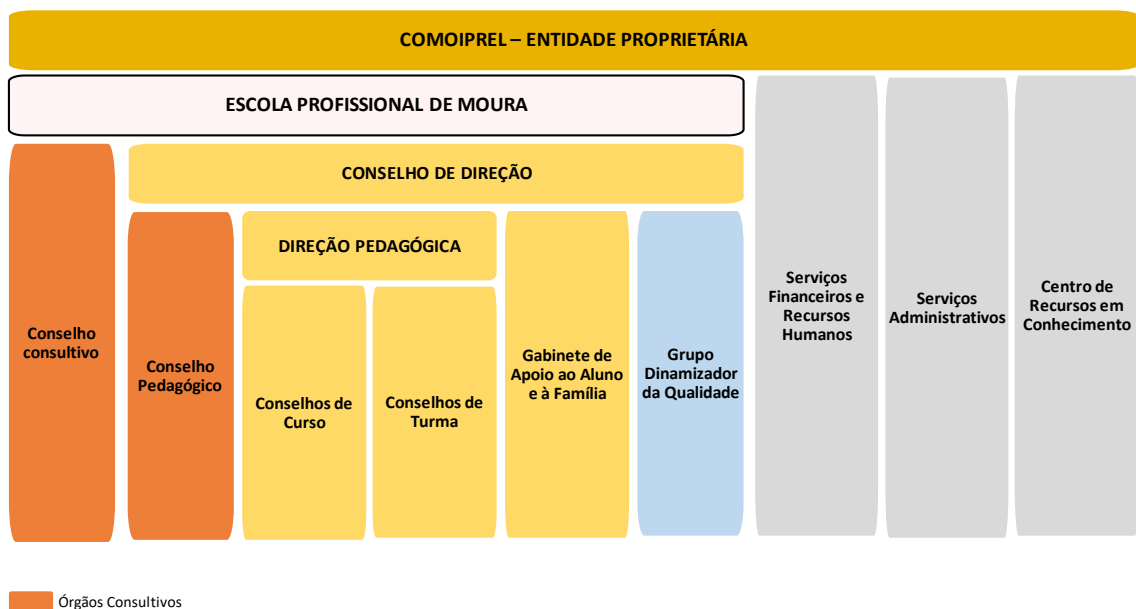 COMOIPREL – ENTIDADE PROPRIETÁRIA
ESCOLA PROFISSIONAL DE MOURA
CONSELHO DE DIREÇÃO
DIREÇÃO PEDAGÓGICA
Conselho
consultivo
Conselho
Pedagógico
Conselhos de
Curso
Conselhos de
Turma
Gabinete de
Apoio ao Aluno
e à Família
Grupo
Dinamizador
da Qualidade
Serviços
Financeiros e
Recursos
Humanos
Serviços
Administrativos
Centro de
Recursos em
Conhecimento
Órgãos Consultivos